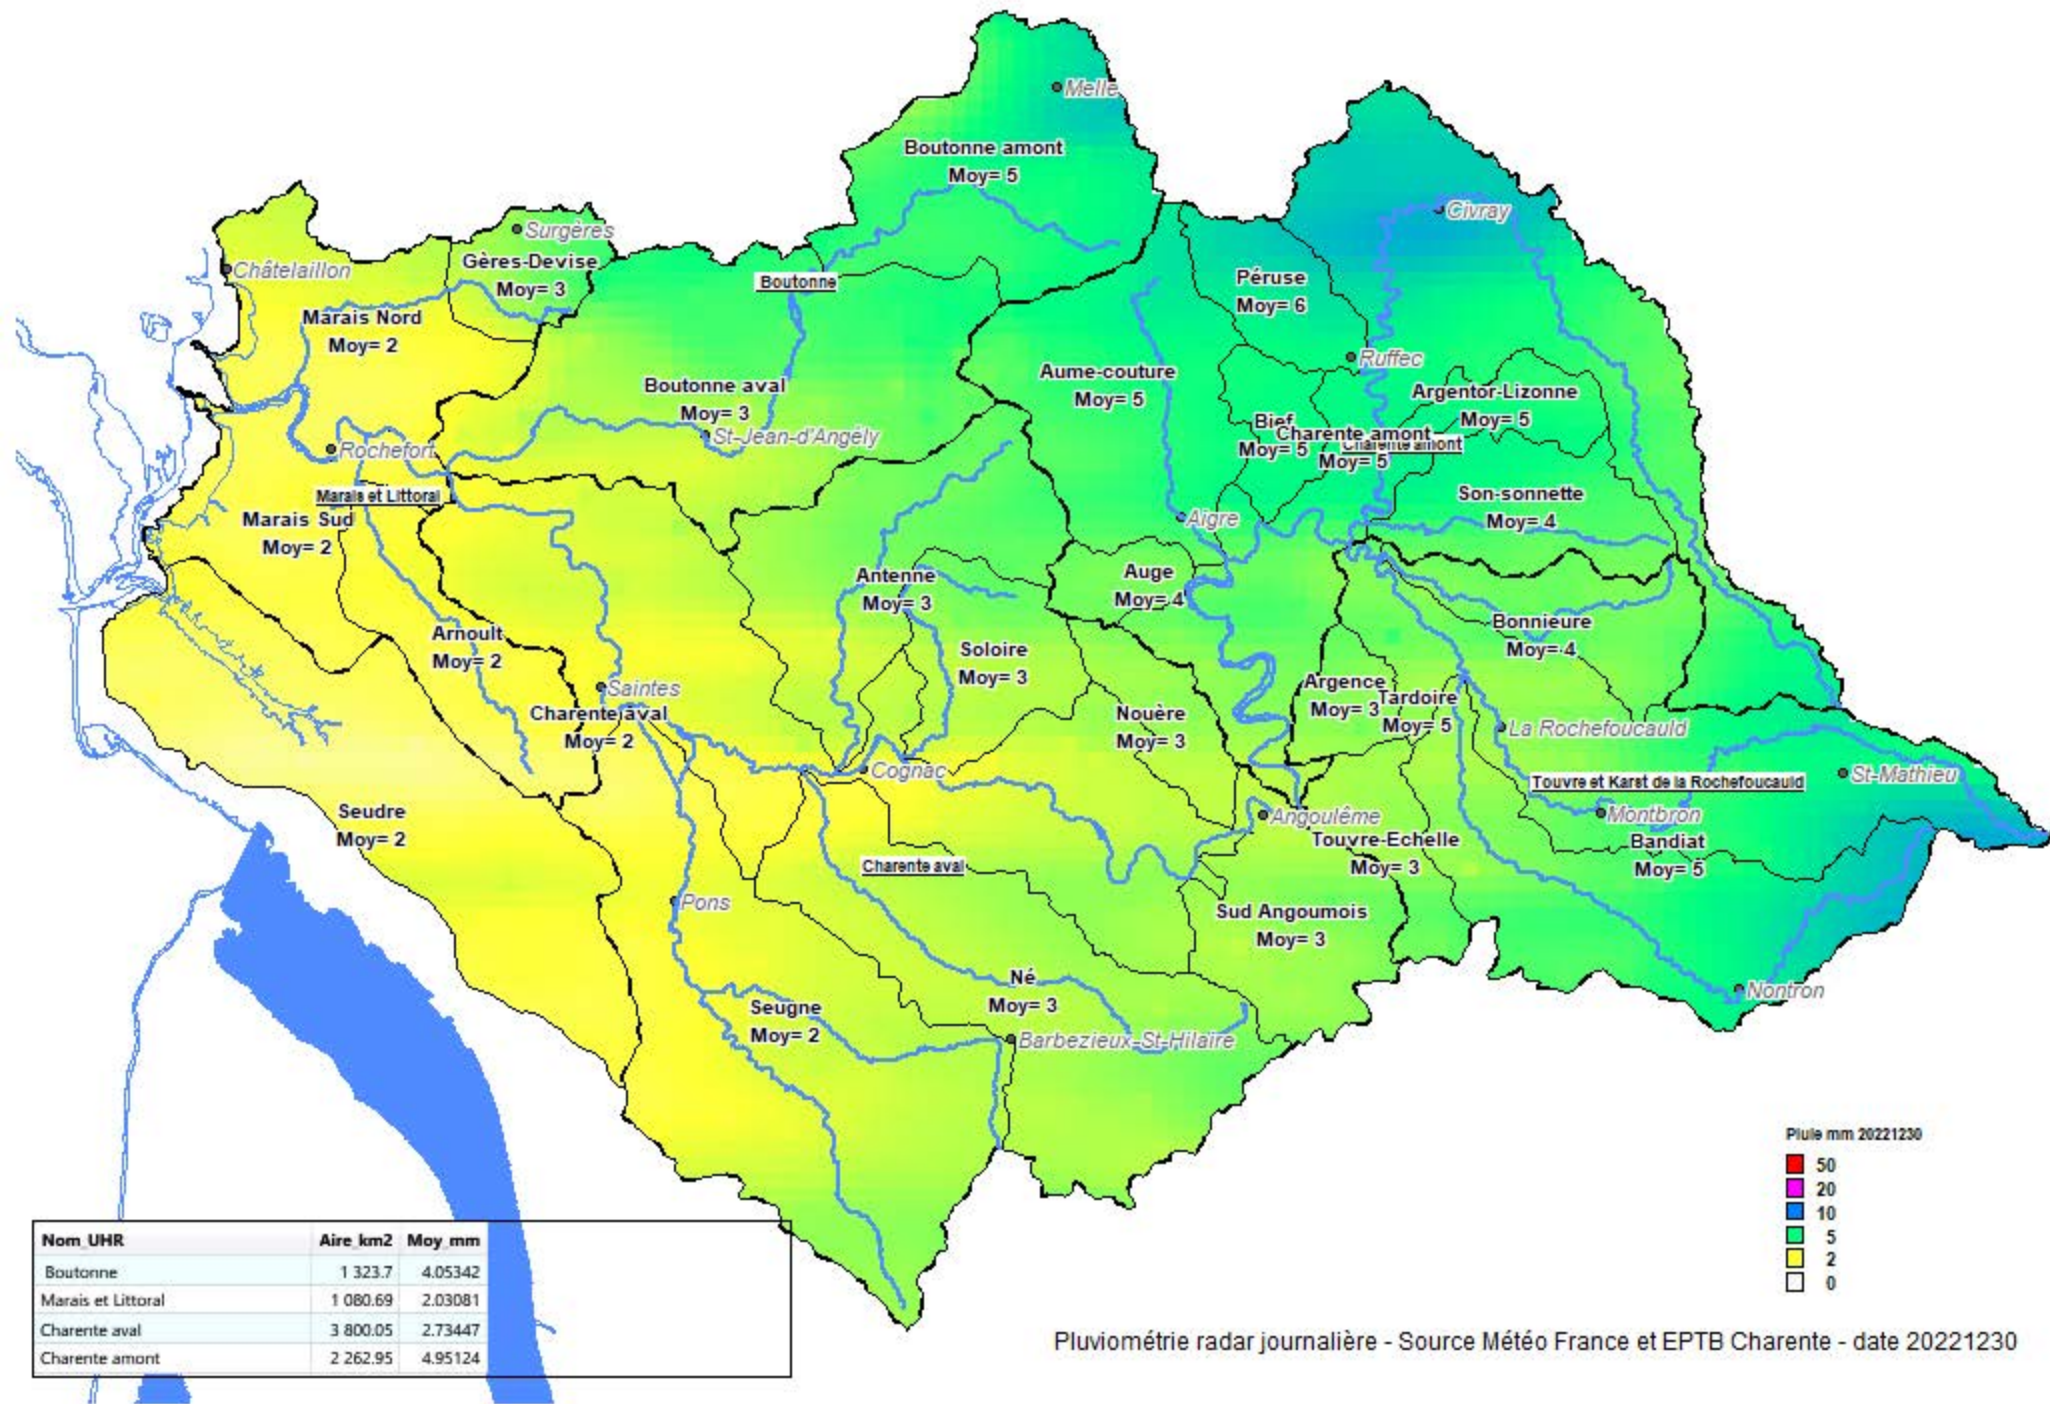 Melle
Boutonne amont
Moy= 5
Civray
Surgères
Gères-Devise
Moy= 3
Châtelaillon
Boutonne
Péruse
Moy= 6
Marais Nord
Moy= 2
Ruffec
Aume-couture
Moy= 5
Boutonne aval
Moy= 3
St-Jean-d'Angély
Argentor-Lizonne
Moy= 5
Bief
Moy= 5
Charente amont
Moy= 5
Charente amont
Rochefort
Marais et Littoral
Marais Sud
Moy= 2
Son-sonnette
Moy= 4
Aigre
Antenne
Moy= 3
Auge
Moy= 4
Bonnieure
Moy= 4
Arnoult
Moy= 2
Soloire
Moy= 3
Saintes
Charente aval
Moy= 2
Argence
Moy= 3
Tardoire
Moy= 5
Nouère
Moy= 3
La Rochefoucauld
Cognac
Touvre et Karst de la Rochefoucauld
St-Mathieu
Seudre
Moy= 2
Angoulême
Montbron
Touvre-Echelle
Moy= 3
Bandiat
Moy= 5
Charente aval
Pons
Sud Angoumois
Moy= 3
Né
Moy= 3
Nontron
Seugne
Moy= 2
Barbezieux-St-Hilaire
Pluie mm 20221230
50
20
10
5
2
0
Nom_UHR Aire_km2 Moy_mm
Boutonne 1 323.7 4.05342
Marais et Littoral 1 080.69 2.03081
Charente aval 3 800.05 2.73447
Charente amont 2 262.95 4.95124
Pluviométrie radar journalière - Source Météo France et EPTB Charente - date 20221230